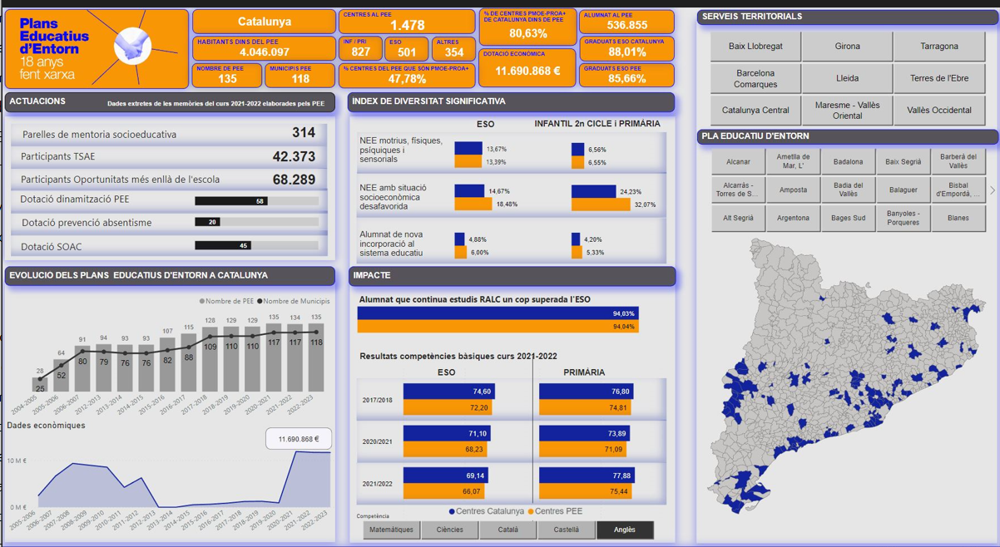 Plans
Educatius
d'Entorn
18 anys
fent xarxa
Catalunya
HABITANTS DINS DEL PEE
4.046.097
NOMBRE DE PEE
135
MUNICIPIS PEE
118
CENTRES AL PEE
1.478
INF / PRI
827
ESO
501
ALTRES
354
% CENTRES DEL PEE QUE SÓN PMOE-PROA+
47,78%
% DE CENTRES PMOE-PROA+
DE CATALUNYA DINS DE PEE
80,63%
DOTACIÓ ECONÒMICA
11.690.868 €
ALUMNAT AL PEE
536.855
GRADUATS ESO CATALUNYA
88,01%
GRADUATS ESO PEE
85,66%
SERVEIS TERRITORIALS
Baix Llobregat
Girona
Tarragona
Barcelona
Comarques
Lleida
Terres de l'Ebre
Catalunya Central
Maresme - Vallès
Oriental
Vallès Occidental
ACTUACIONS
Dades extretes de les memòries del curs 2021-2022 elaborades pels PEE
Parelles de mentoria socioeducativa 314
Participants TSAE 42.373
Participants Oportunitats més enllà de l'escola 68.289
Dotació dinamització PEE 58
Dotació prevenció absentisme 20
Dotació SOAC 45
INDEX DE DIVERSITAT SIGNIFICATIVA
ESO
INFANTIL 2n CICLE i PRIMÀRIA
NEE motrius, físiques,
psíquiques i
sensorials
13,67%
13,39%
6,56%
6,55%
NEE amb situació
socioeconòmica
desafavorida
14,67%
18,48%
24,23%
32,07%
Alumnat de nova
incorporació al
sistema educatiu
4,88%
6,00%
4,20%
5,33%
PLA EDUCATIU D'ENTORN
Alcanar
Ametlla de
Mar, L'
Badalona
Baix Segrià
Barberà del
Vallès
Alcarràs -
Torres de S...
Amposta
Badia del
Vallès
Balaguer
Bisbal
d'Empordà, ...
Alt Segrià
Argentona
Bages Sud
Banyoles -
Porqueres
Blanes
EVOLUCIO DELS PLANS EDUCATIUS D'ENTORN A CATALUNYA
Nombre de PEE Nombre de Municipis
28 64 91 94 93 93 107 115 128 129 129 135 134 135
25 52 80 79 76 76 82 88 109 110 110 117 117 118
2004-2005 2005-2006 2006-2007 2012-2013 2013-2014 2014-2015 2015-2016 2016-2017 2017-2018 2018-2019 2019-2020 2020-2021 2021-2022 2022-2023
Dades econòmiques
11.690.868 €
10 M €
0 M €
2005-2006 2006-2007 2007-2008 2008-2009 2009-2010 2010-2011 2011-2012 2012-2013 2013-2014 2014-2015 2015-2016 2016-2017 2017-2018 2018-2019 2019-2020 2020-2021 2021-2022 2022-2023
IMPACTE
Alumnat que continua estudis RALC un cop superada l'ESO
94,03%
94,04%
Resultats competències bàsiques curs 2021-2022
ESO
PRIMÀRIA
2017/2018
74,60
72,20
76,80
74,81
2020/2021
71,10
68,23
73,89
71,09
2021/2022
69,14
66,07
77,88
75,44
Centres Catalunya Centres PEE
Competència
Matemàtiques
Ciències
Català
Castellà
Anglès